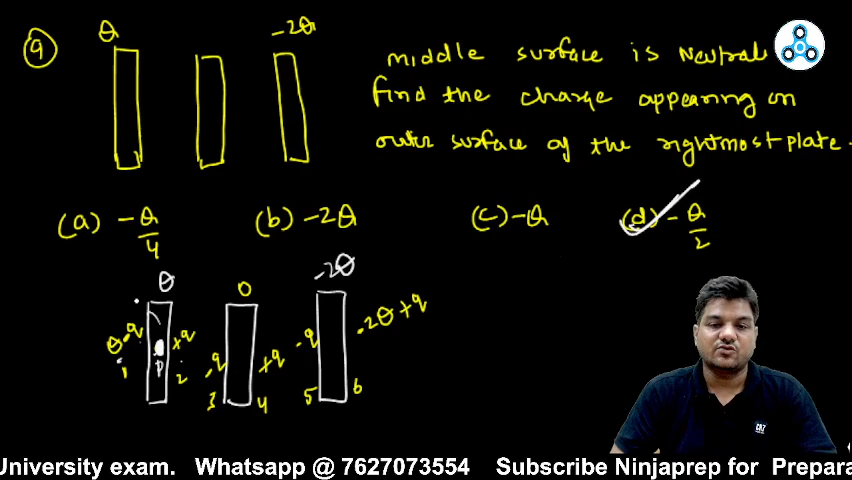 9 Q -2Q
Middle surface is Neutral
find the charge appearing on
outer surface of the rightmost plate.
(a) -Q/4 (b) -2Q (c) -Q (d) -Q/2
Q 0 -2Q
Q-q +q -q +q -q -2Q+q
P
1 2 3 4 5 6
CR7
University exam. Whatsapp @ 7627073554 Subscribe Ninjaprep for Prepara